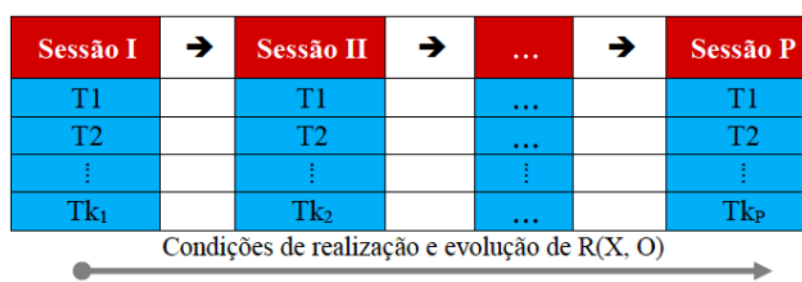 Sessão I ➔ Sessão II ➔ ... ➔ Sessão P
T1 T1 ... T1
T2 T2 ... T2
⁞ ⁞ ⁞ ⁞
Tk₁ Tk₂ ... Tkₚ
Condições de realização e evolução de R(X, O)